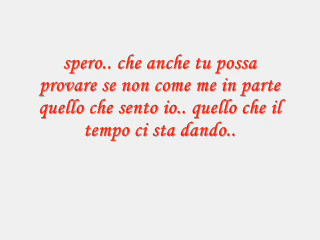 spero.. che anche tu possa
provare se non come me in parte
quello che sento io.. quello che il
tempo ci sta dando..